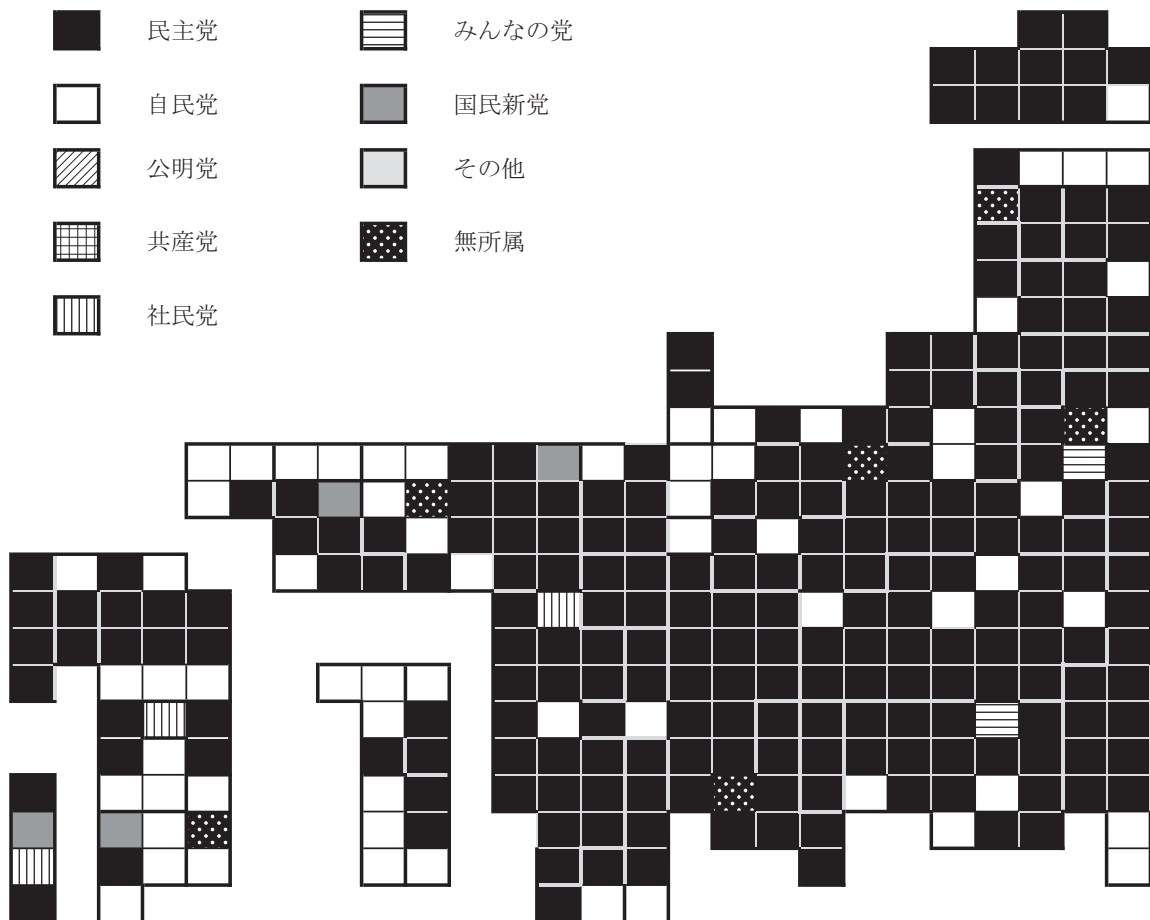 民主党
自民党
公明党
共産党
社民党
みんなの党
国民新党
その他
無所属